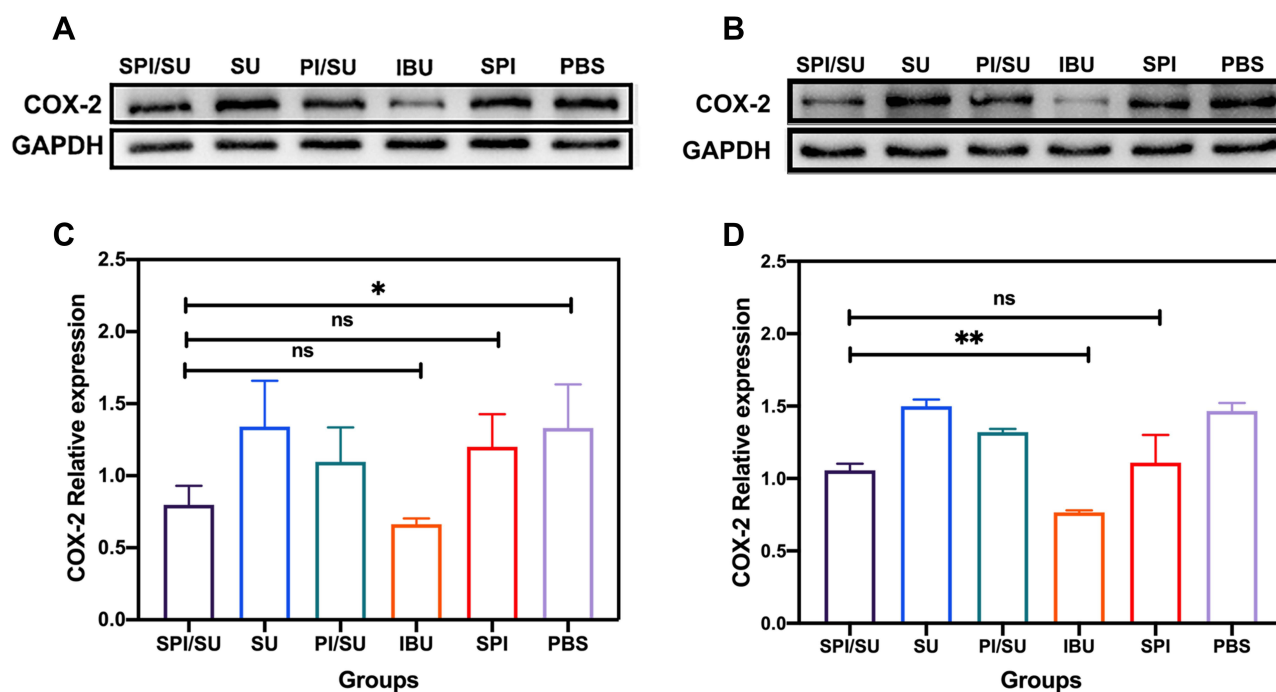 A
SPI/SU SU PI/SU IBU SPI PBS
COX-2
GAPDH
B
SPI/SU SU PI/SU IBU SPI PBS
COX-2
GAPDH
C
COX-2 Relative expression
2.5
2.0
1.5
1.0
0.5
0.0
*
ns
ns
SPI/SU SU PI/SU IBU SPI PBS
Groups
D
COX-2 Relative expression
2.5
2.0
1.5
1.0
0.5
0.0
ns
**
SPI/SU SU PI/SU IBU SPI PBS
Groups